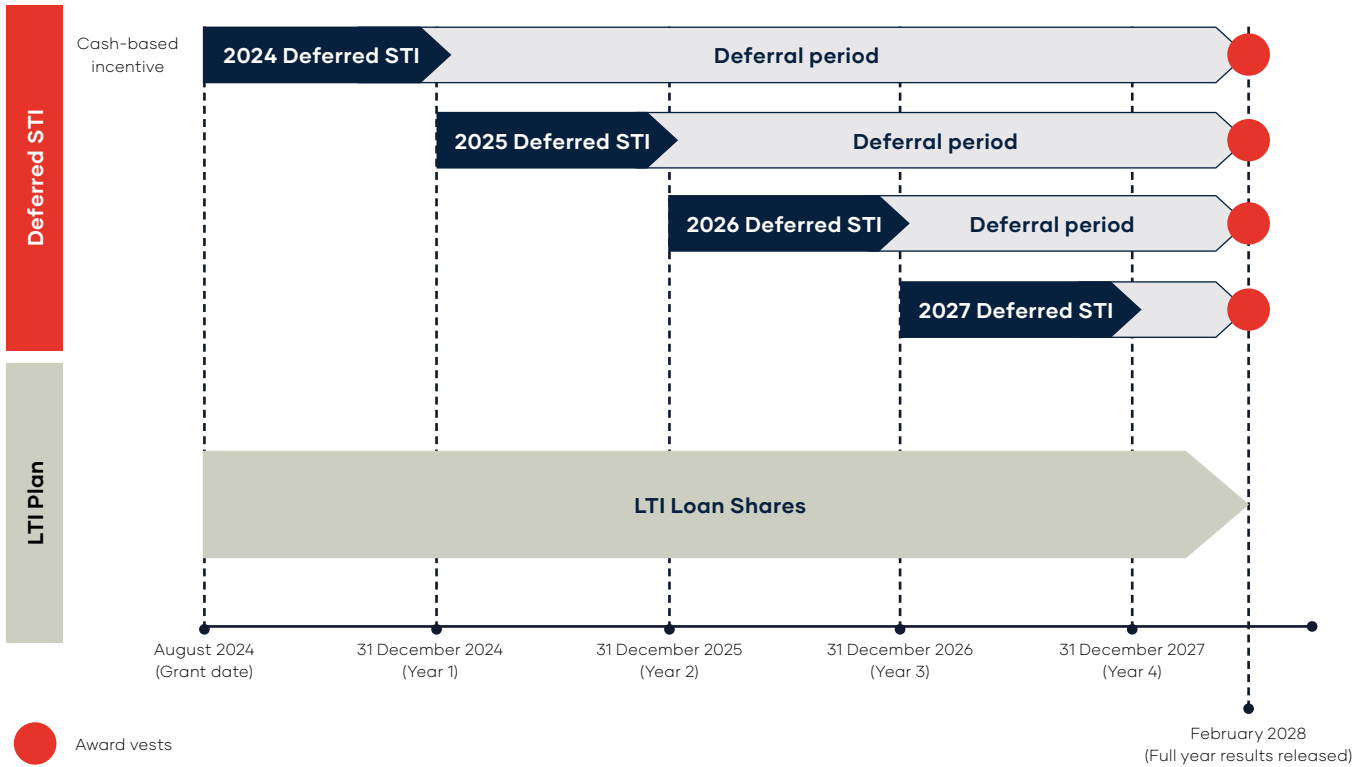 Deferred STI
Cash-based
incentive
2024 Deferred STI
Deferral period
2025 Deferred STI
Deferral period
2026 Deferred STI
Deferral period
2027 Deferred STI
LTI Plan
LTI Loan Shares
August 2024
(Grant date)
31 December 2024
(Year 1)
31 December 2025
(Year 2)
31 December 2026
(Year 3)
31 December 2027
(Year 4)
February 2028
(Full year results released)
Award vests